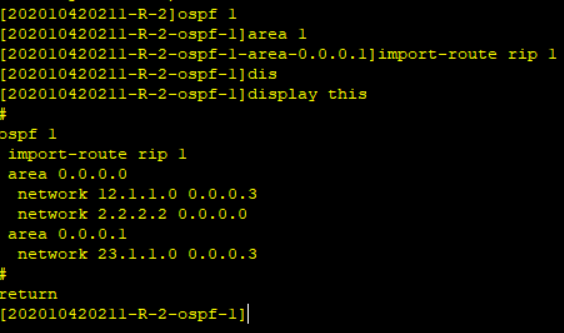 [202010420211-R-2]ospf 1
[202010420211-R-2-ospf-1]area 1
[202010420211-R-2-ospf-1-area-0.0.0.1]import-route rip 1
[202010420211-R-2-ospf-1]dis
[202010420211-R-2-ospf-1]display this
#
ospf 1
 import-route rip 1
 area 0.0.0.0
  network 12.1.1.0 0.0.0.3
  network 2.2.2.2 0.0.0.0
 area 0.0.0.1
  network 23.1.1.0 0.0.0.3
#
return
[202010420211-R-2-ospf-1]